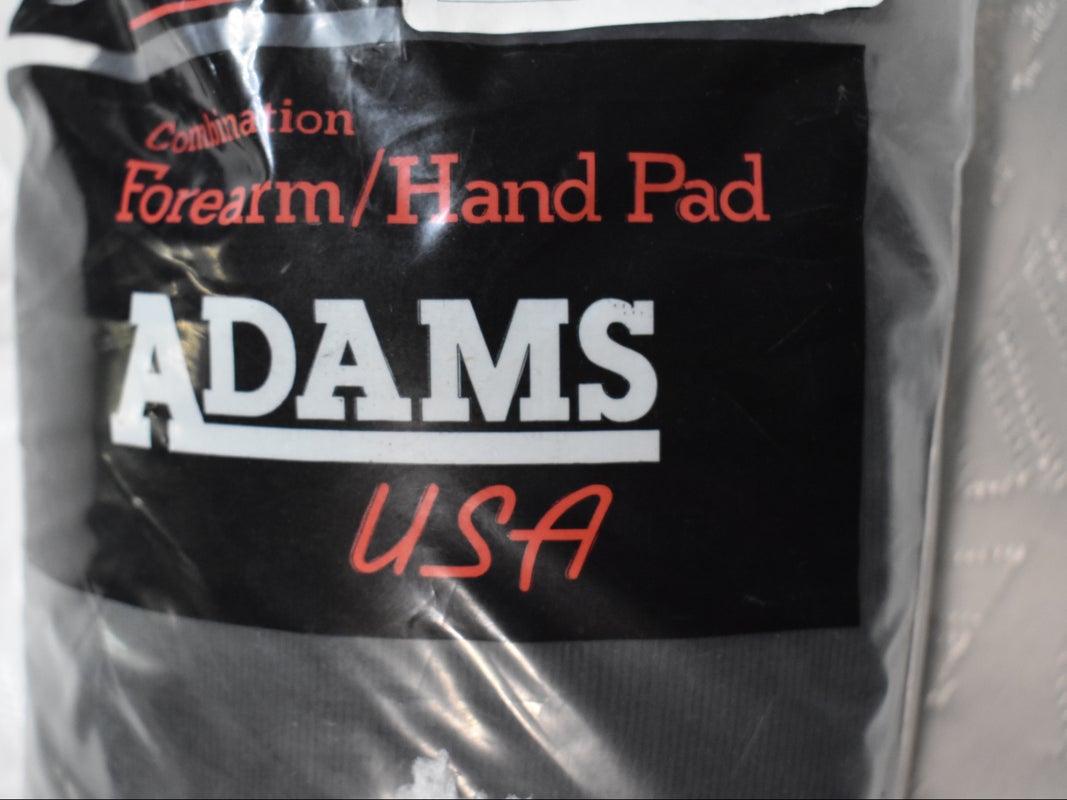 Combination
Forearm/Hand Pad
ADAMS
USA